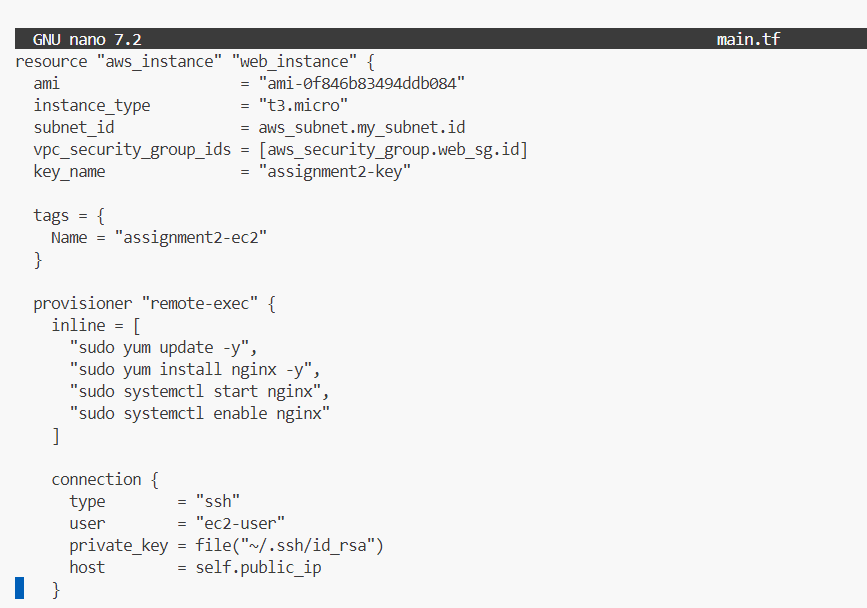 GNU nano 7.2 main.tf
resource "aws_instance" "web_instance" {
  ami                    = "ami-0f846b83494ddb084"
  instance_type          = "t3.micro"
  subnet_id              = aws_subnet.my_subnet.id
  vpc_security_group_ids = [aws_security_group.web_sg.id]
  key_name               = "assignment2-key"

  tags = {
    Name = "assignment2-ec2"
  }

  provisioner "remote-exec" {
    inline = [
      "sudo yum update -y",
      "sudo yum install nginx -y",
      "sudo systemctl start nginx",
      "sudo systemctl enable nginx"
    ]

    connection {
      type        = "ssh"
      user        = "ec2-user"
      private_key = file("~/.ssh/id_rsa")
      host        = self.public_ip
    }